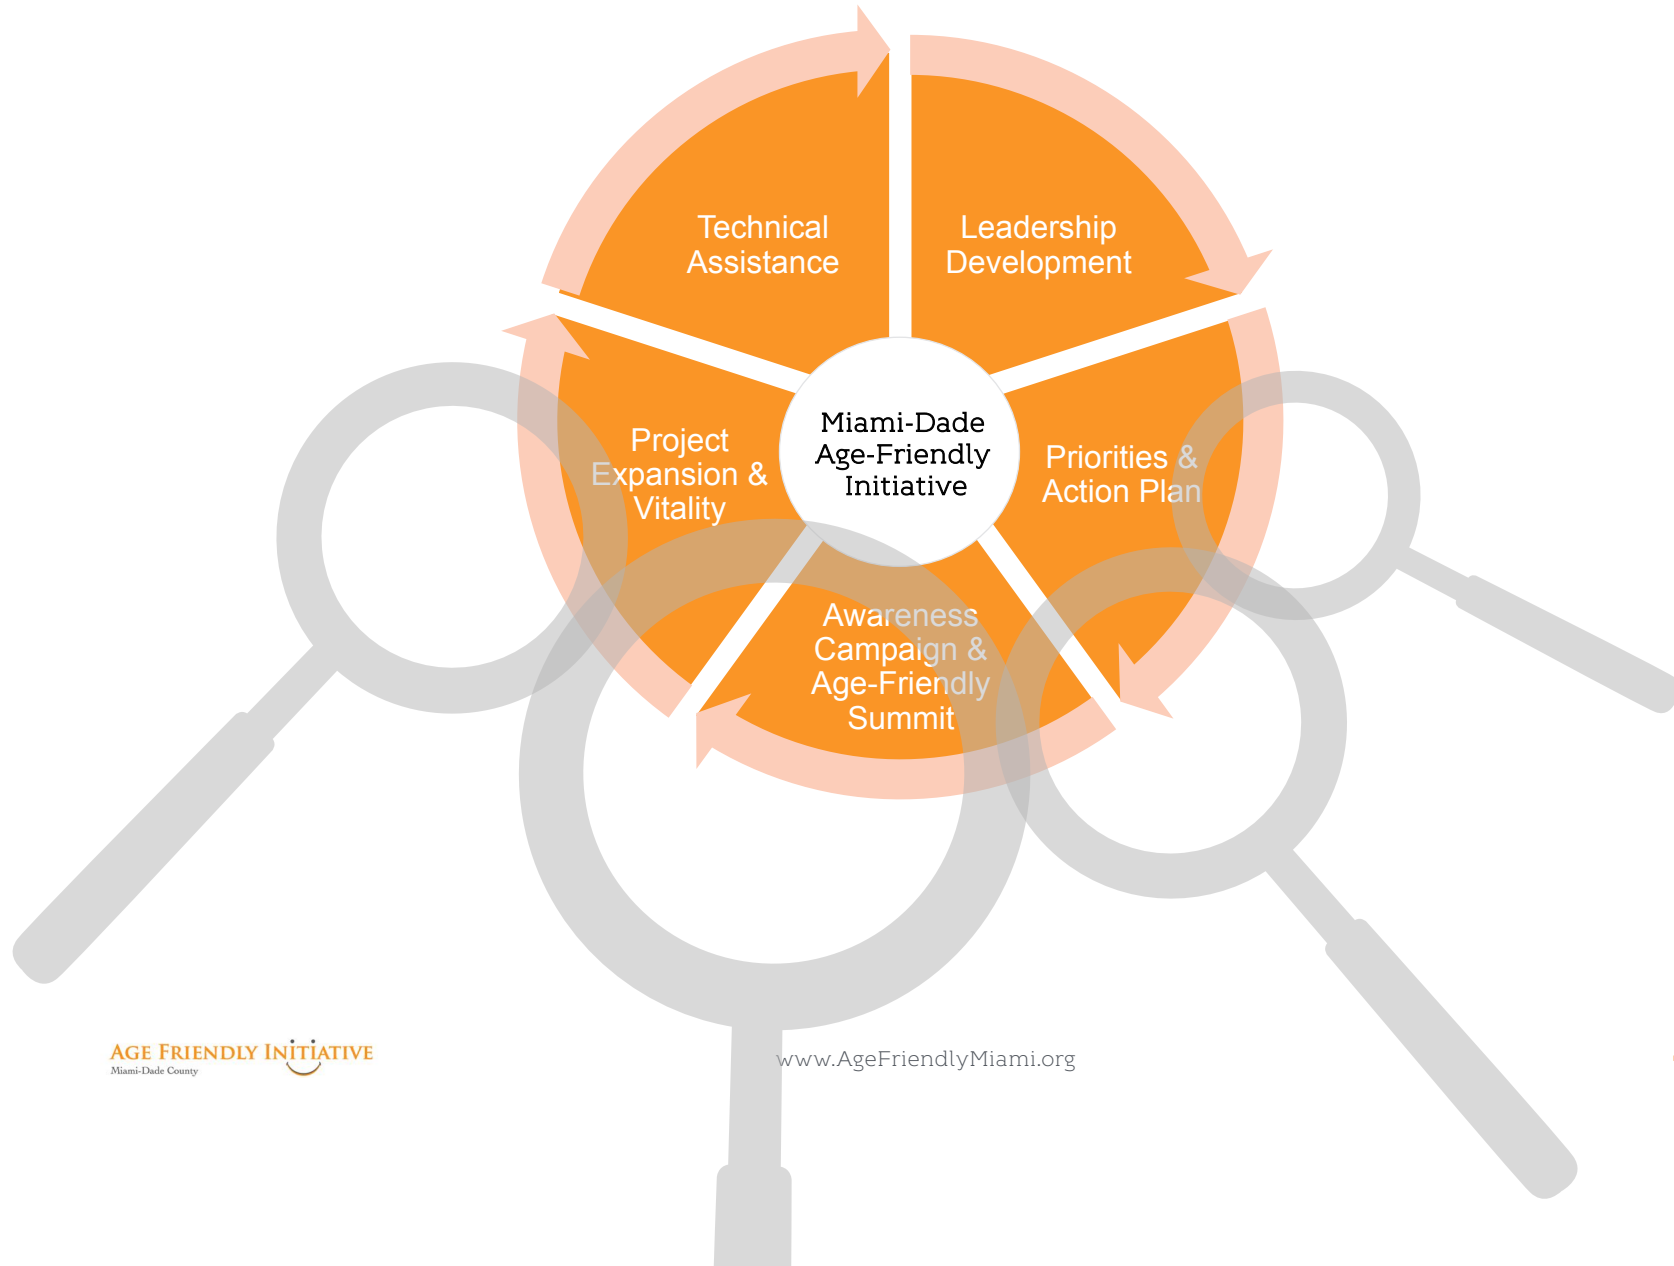 Technical
Assistance
Leadership
Development
Project
Expansion &
Vitality
Miami-Dade
Age-Friendly
Initiative
Priorities &
Action Plan
Awareness
Campaign &
Age-Friendly
Summit
AGE FRIENDLY INITIATIVE
Miami-Dade County
www.AgeFriendlyMiami.org